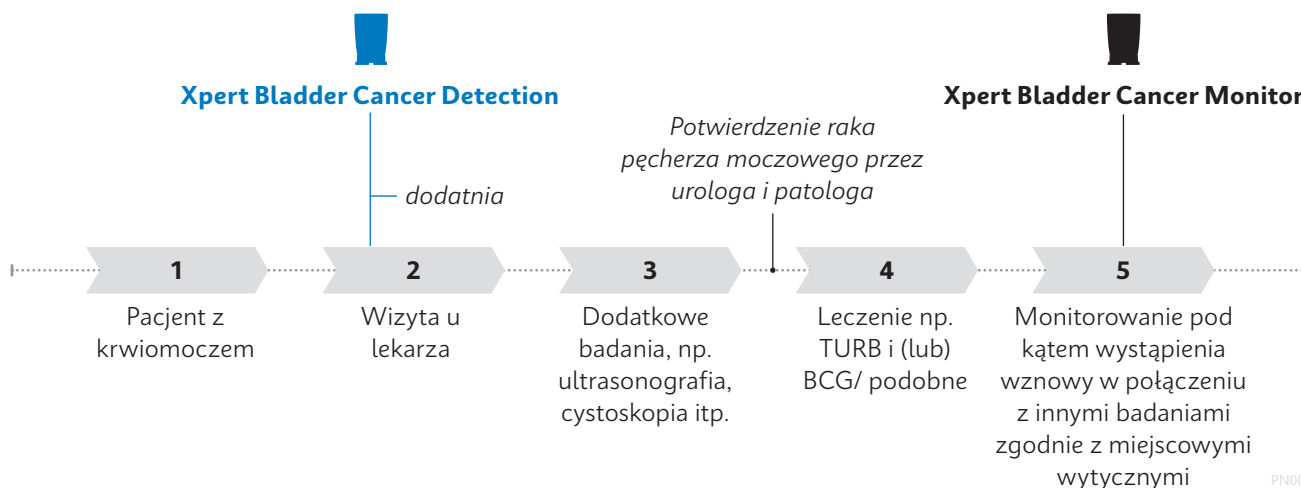 Xpert Bladder Cancer Detection
Xpert Bladder Cancer Monitor
Potwierdzenie raka
pęcherza moczowego przez
urologa i patologa
dodatnia
1
2
3
4
5
Pacjent z
krwiomoczem
Wizyta u
lekarza
Dodatkowe
badania, np.
ultrasonografia,
cystoskopia itp.
Leczenie np.
TURB i (lub)
BCG/ podobne
Monitorowanie pod
kątem wystąpienia
wznowy w połączeniu
z innymi badaniami
zgodnie z miejscowymi
wytycznymi